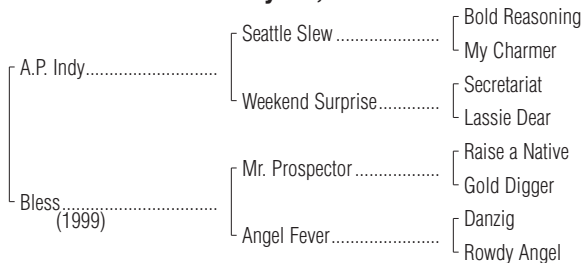 Bold Reasoning
Seattle Slew
My Charmer
A.P. Indy
Secretariat
Weekend Surprise
Lassie Dear
Raise a Native
Mr. Prospector
Gold Digger
Bless
(1999)
Danzig
Angel Fever
Rowdy Angel